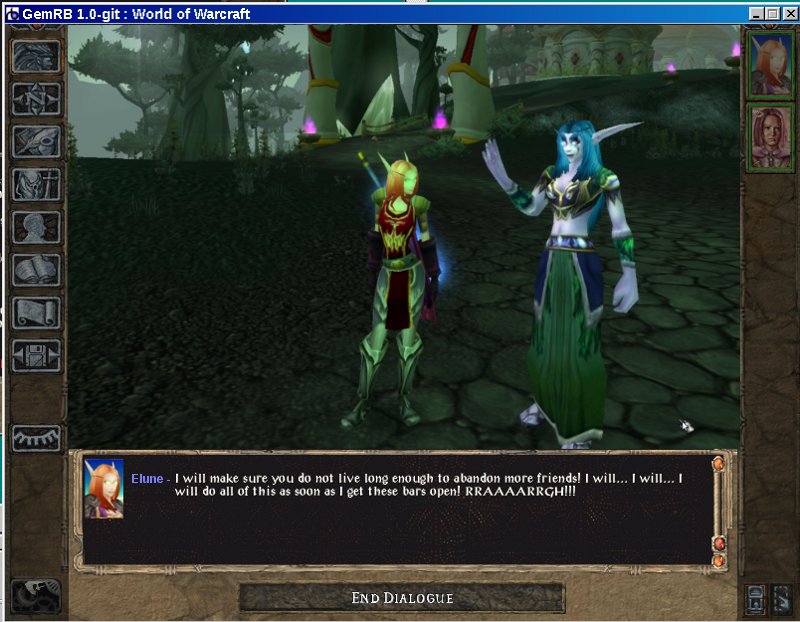 GemRB 1.0-git : World of Warcraft
Elune - I will make sure you do not live long enough to abandon more friends! I will... I will... I
will do all of this as soon as I get these bars open! RRAAAARRGH!!!
End Dialogue